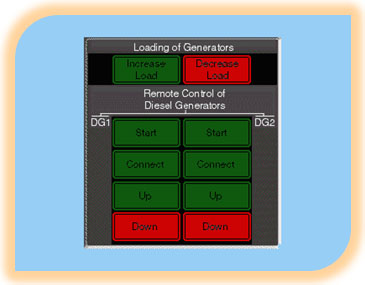 Loading of Generators
Increase Load
Decrease Load
Remote Control of
Diesel Generators
DG1
DG2
Start
Start
Connect
Connect
Up
Up
Down
Down